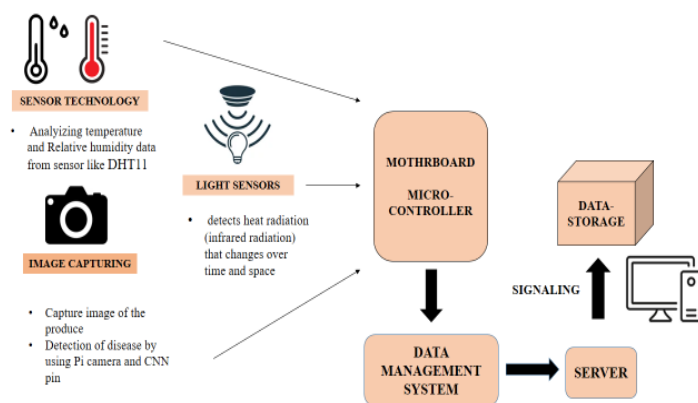 SENSOR TECHNOLOGY
• Analyizing temperature
and Relative humidity data
from sensor like DHT11
IMAGE CAPTURING
• Capture image of the
produce
• Detection of disease by
using Pi camera and CNN
pin
LIGHT SENSORS
• detects heat radiation
(infrared radiation)
that changes over
time and space
MOTHRBOARD
MICRO-
CONTROLLER
DATA
MANAGEMENT
SYSTEM
SERVER
SIGNALING
DATA-
STORAGE